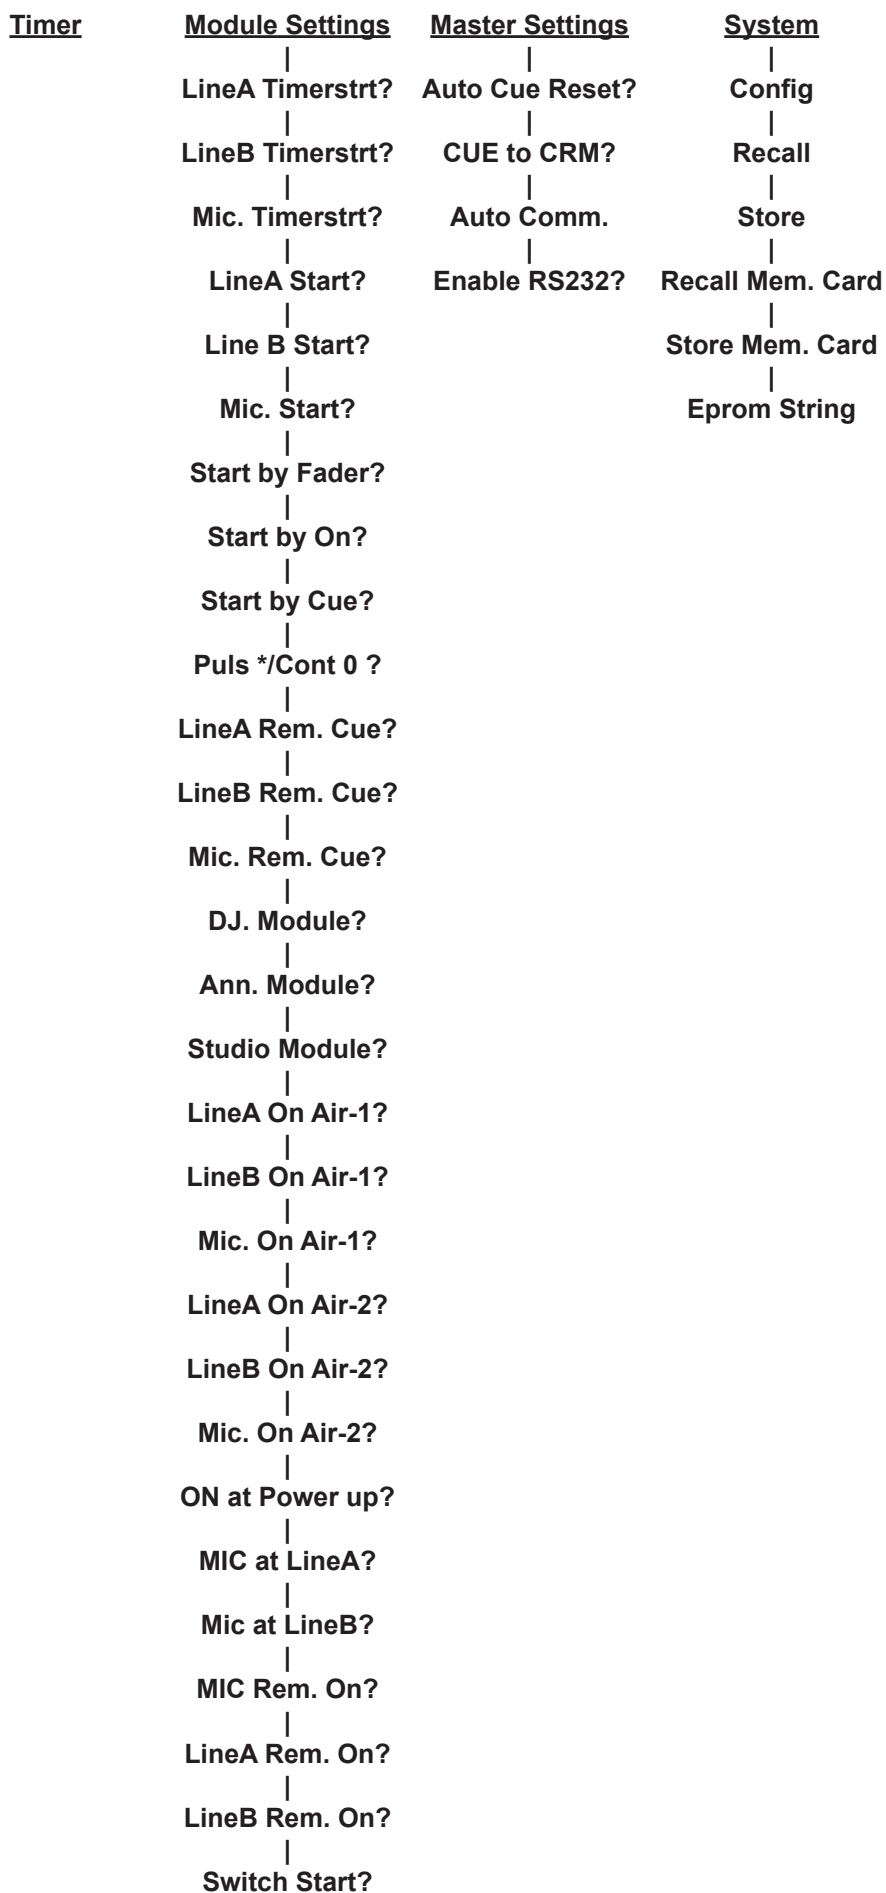 Timer Module Settings Master Settings System
| | |
LineA Timerstrt? Auto Cue Reset? Config
| | |
LineB Timerstrt? CUE to CRM? Recall
| | |
Mic. Timerstrt? Auto Comm. Store
| | |
LineA Start? Enable RS232? Recall Mem. Card
| |
Line B Start? Store Mem. Card
| |
Mic. Start? Eprom String
|
Start by Fader?
|
Start by On?
|
Start by Cue?
|
Puls */Cont 0 ?
|
LineA Rem. Cue?
|
LineB Rem. Cue?
|
Mic. Rem. Cue?
|
DJ. Module?
|
Ann. Module?
|
Studio Module?
|
LineA On Air-1?
|
LineB On Air-1?
|
Mic. On Air-1?
|
LineA On Air-2?
|
LineB On Air-2?
|
Mic. On Air-2?
|
ON at Power up?
|
MIC at LineA?
|
Mic at LineB?
|
MIC Rem. On?
|
LineA Rem. On?
|
LineB Rem. On?
|
Switch Start?